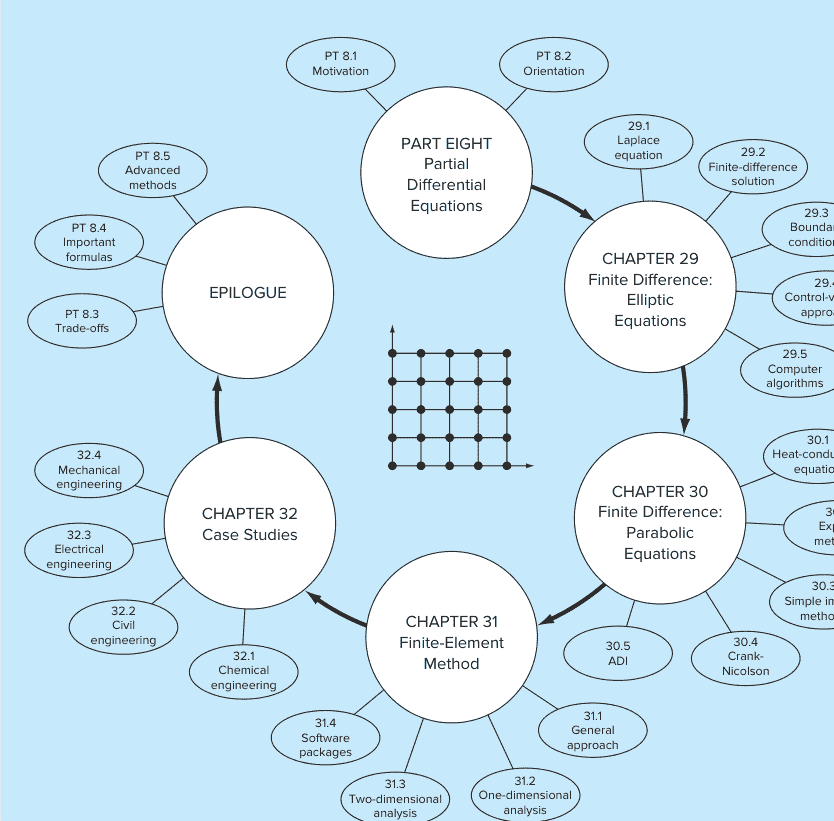 PT 8.1
Motivation
PT 8.2
Orientation
PART EIGHT
Partial
Differential
Equations
29.1
Laplace
equation
29.2
Finite-difference
solution
29.3
CHAPTER 29
Finite Difference:
Elliptic
Equations
29.5
Computer
algorithms
30.1
CHAPTER 30
Finite Difference:
Parabolic
Equations
Simple
30.4
Crank-
Nicolson
30.5
ADI
CHAPTER 31
Finite-Element
Method
31.1
General
approach
31.2
One-dimensional
analysis
31.3
Two-dimensional
analysis
31.4
Software
packages
CHAPTER 32
Case Studies
32.1
Chemical
engineering
32.2
Civil
engineering
32.3
Electrical
engineering
32.4
Mechanical
engineering
EPILOGUE
PT 8.3
Trade-offs
PT 8.4
Important
formulas
PT 8.5
Advanced
methods